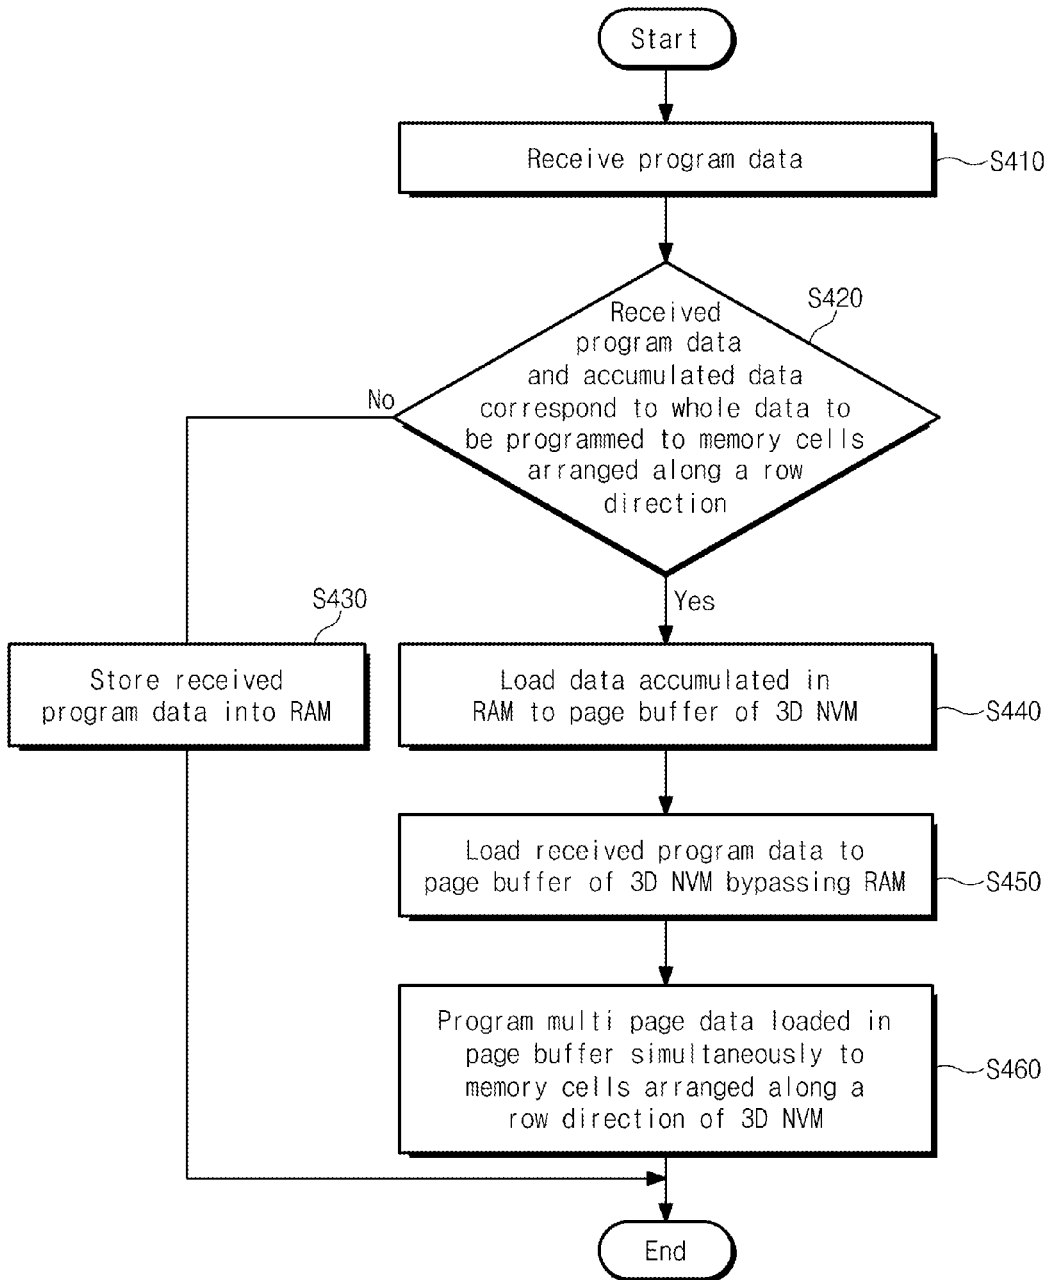 Start
Receive program data
S410
S420
Received
program data
and accumulated data
correspond to whole data to
be programmed to memory cells
arranged along a row
direction
No
Yes
S430
Store received
program data into RAM
Load data accumulated in
RAM to page buffer of 3D NVM
S440
Load received program data to
page buffer of 3D NVM bypassing RAM
S450
Program multi page data loaded in
page buffer simultaneously to
memory cells arranged along a
row direction of 3D NVM
S460
End